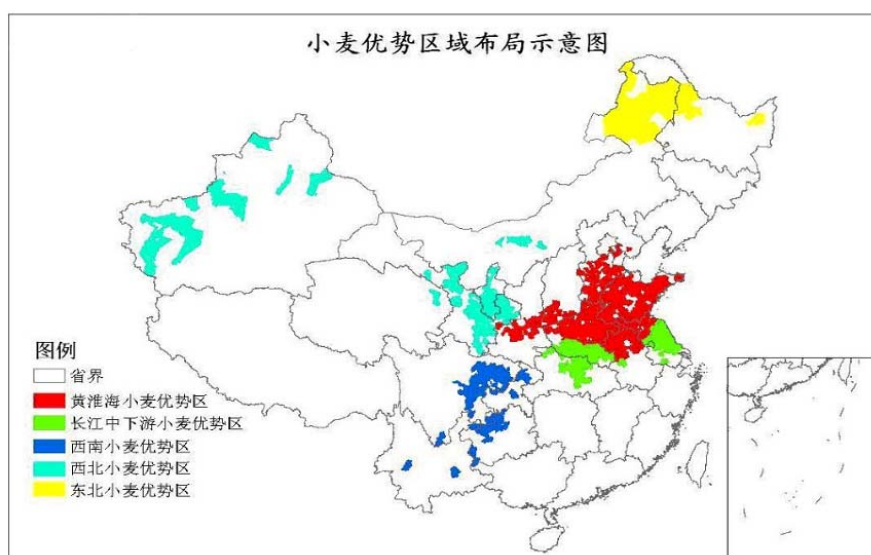 小麦优势区域布局示意图
图例
省界
黄淮海小麦优势区
长江中下游小麦优势区
西南小麦优势区
西北小麦优势区
东北小麦优势区